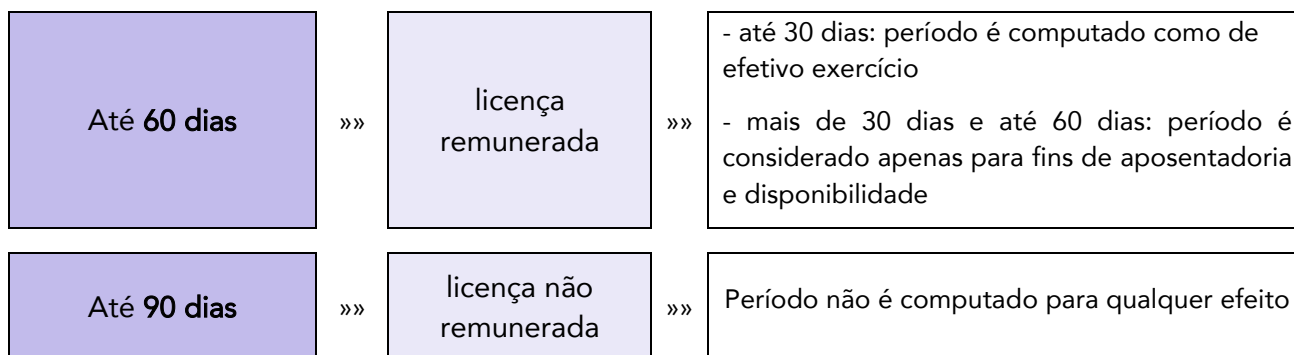 Até 60 dias
»»
licença
remunerada
»»
- até 30 dias: período é computado como de
efetivo exercício
- mais de 30 dias e até 60 dias: período é
considerado apenas para fins de aposentadoria
e disponibilidade
Até 90 dias
»»
licença não
remunerada
»»
Período não é computado para qualquer efeito